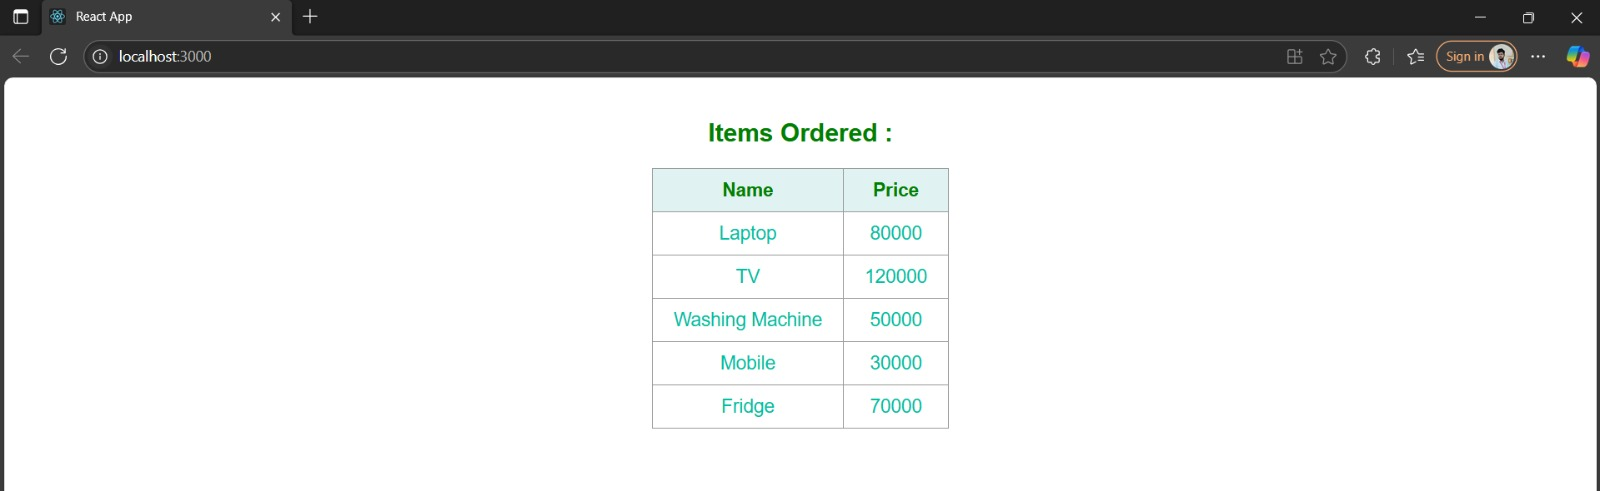 React App
localhost:3000
Sign in
Items Ordered :
Name Price
Laptop 80000
TV 120000
Washing Machine 50000
Mobile 30000
Fridge 70000